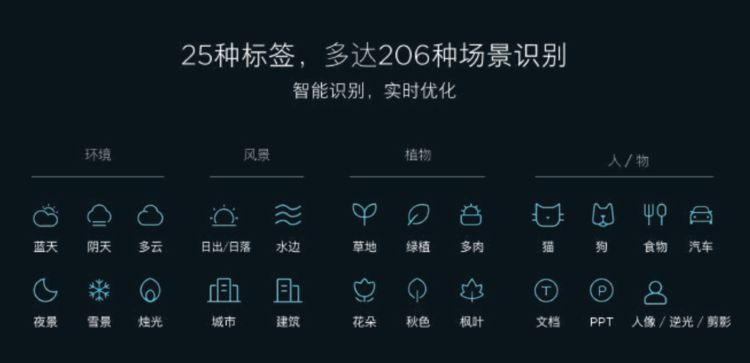 25种标签，多达206种场景识别
智能识别，实时优化
环境 风景 植物 人/物
蓝天 阴天 多云 日出/日落 水边 草地 绿植 多肉 猫 狗 食物 汽车
T P
夜景 雪景 烛光 城市 建筑 花朵 秋色 枫叶 文档 PPT 人像/逆光/剪影